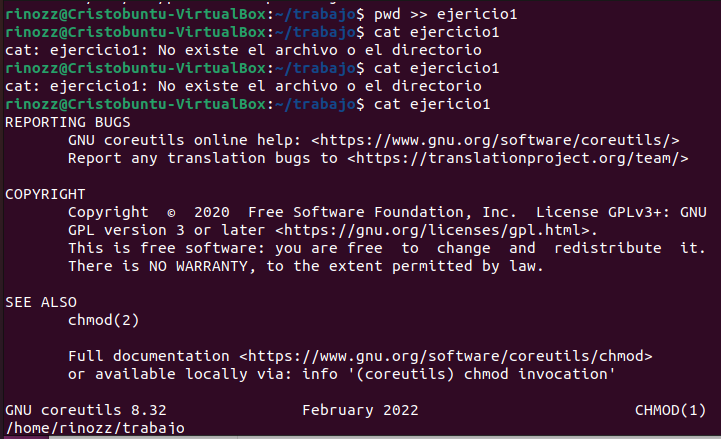 rinozz@Cristobuntu-VirtualBox:~/trabajo$ pwd >> ejericio1
rinozz@Cristobuntu-VirtualBox:~/trabajo$ cat ejercicio1
cat: ejercicio1: No existe el archivo o el directorio
rinozz@Cristobuntu-VirtualBox:~/trabajo$ cat ejercicio1
cat: ejercicio1: No existe el archivo o el directorio
rinozz@Cristobuntu-VirtualBox:~/trabajo$ cat ejericio1
REPORTING BUGS
GNU coreutils online help: <https://www.gnu.org/software/coreutils/>
Report any translation bugs to <https://translationproject.org/team/>
COPYRIGHT
Copyright © 2020 Free Software Foundation, Inc. License GPLv3+: GNU
GPL version 3 or later <https://gnu.org/licenses/gpl.html>.
This is free software: you are free to change and redistribute it.
There is NO WARRANTY, to the extent permitted by law.
SEE ALSO
chmod(2)
Full documentation <https://www.gnu.org/software/coreutils/chmod>
or available locally via: info '(coreutils) chmod invocation'
GNU coreutils 8.32 February 2022 CHMOD(1)
/home/rinozz/trabajo